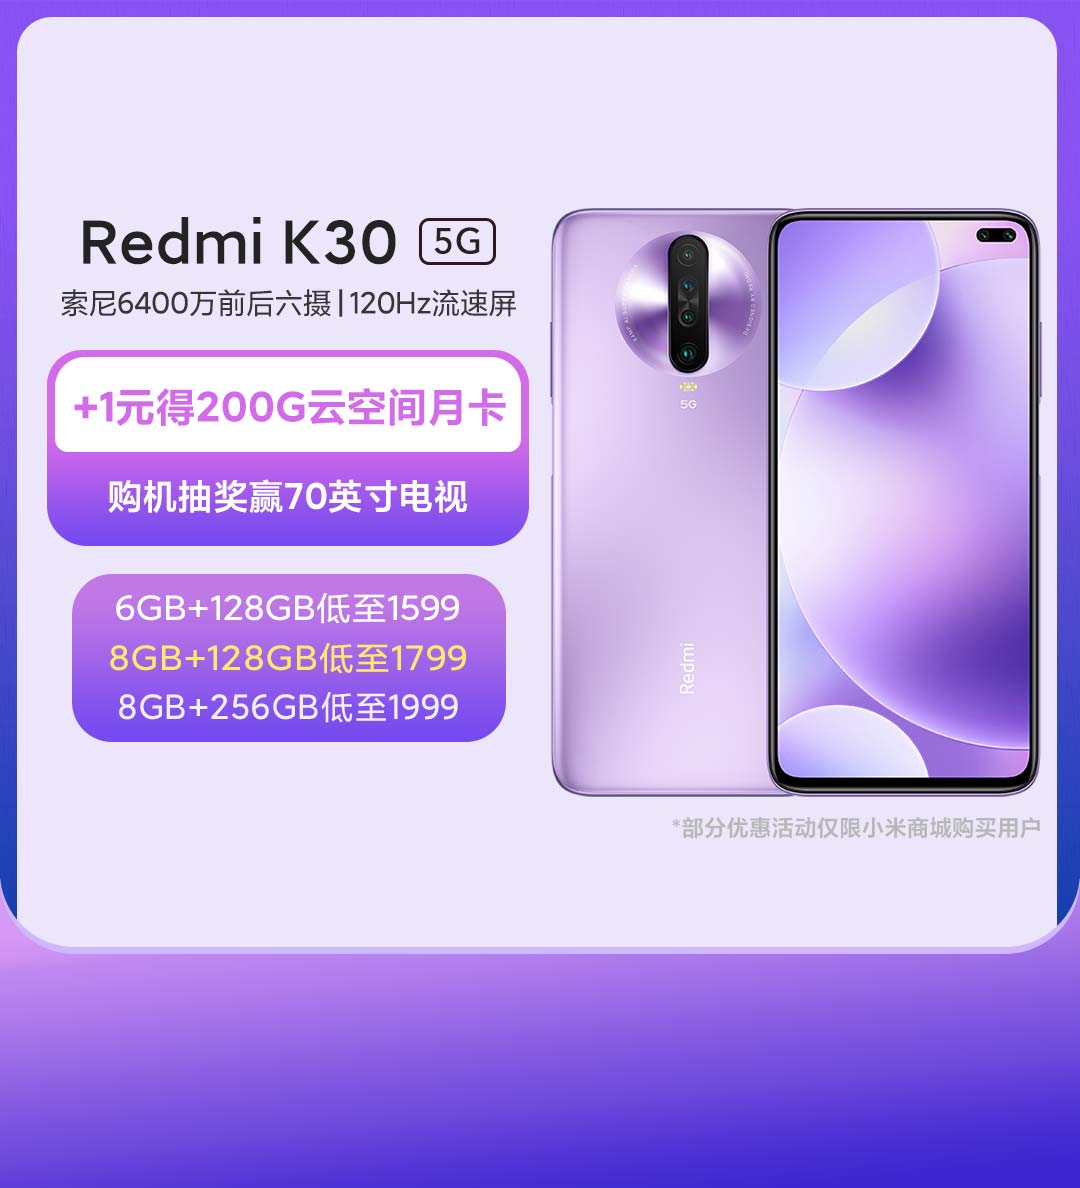 Redmi K30 5G
索尼6400万前后六摄 | 120Hz流速屏
+1元得200G云空间月卡
购机抽奖赢70英寸电视
6GB+128GB低至1599
8GB+128GB低至1799
8GB+256GB低至1999
5G
Redmi
*部分优惠活动仅限小米商城购买用户